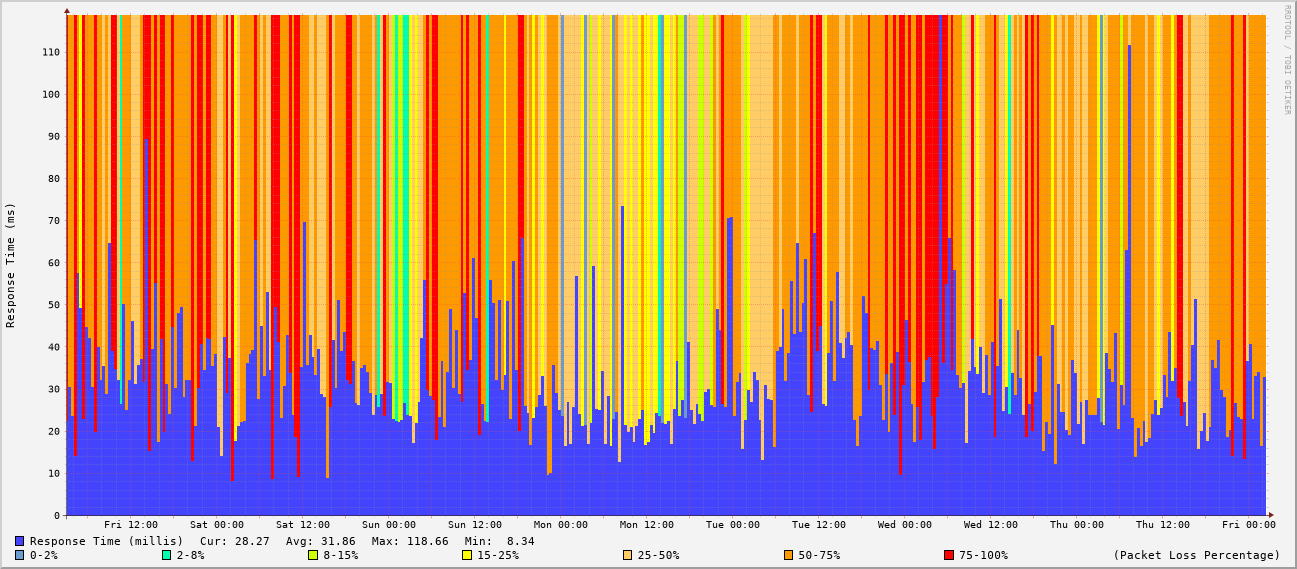 RRDTOOL / TOBI OETIKER
Response Time (ms)
110
100
90
80
70
60
50
40
30
20
10
0
Fri 12:00 Sat 00:00 Sat 12:00 Sun 00:00 Sun 12:00 Mon 00:00 Mon 12:00 Tue 00:00 Tue 12:00 Wed 00:00 Wed 12:00 Thu 00:00 Thu 12:00 Fri 00:00
Response Time (millis) Cur: 28.27 Avg: 31.86 Max: 118.66 Min: 8.34
0-2% 2-8% 8-15% 15-25% 25-50% 50-75% 75-100% (Packet Loss Percentage)